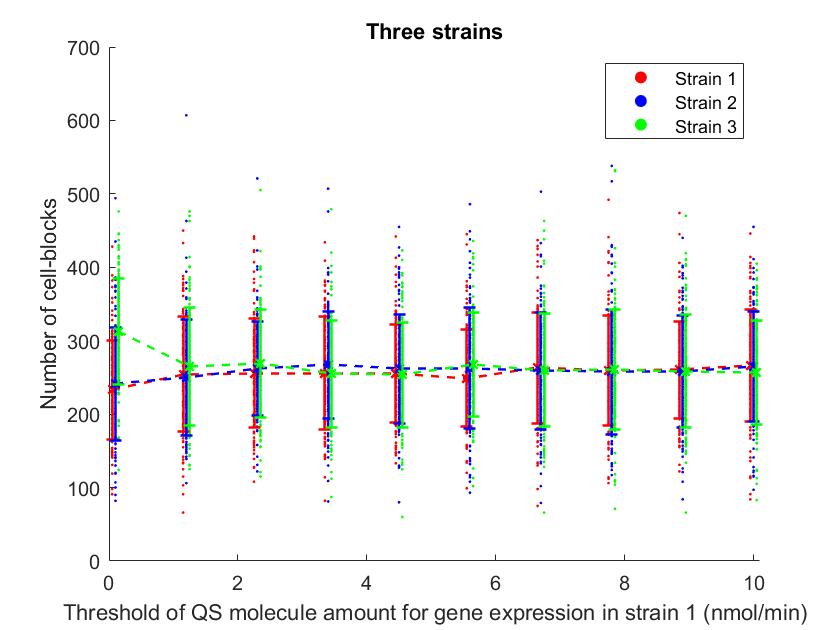 Three strains
700
600
500
400
300
200
100
0
Number of cell-blocks
Strain 1
Strain 2
Strain 3
0 2 4 6 8 10
Threshold of QS molecule amount for gene expression in strain 1 (nmol/min)